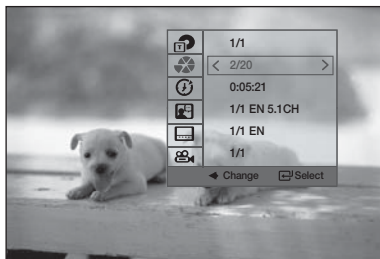 T
1/1
< 2/20 >
0:05:21
1/1 EN 5.1CH
1/1 EN
1/1
Change Select